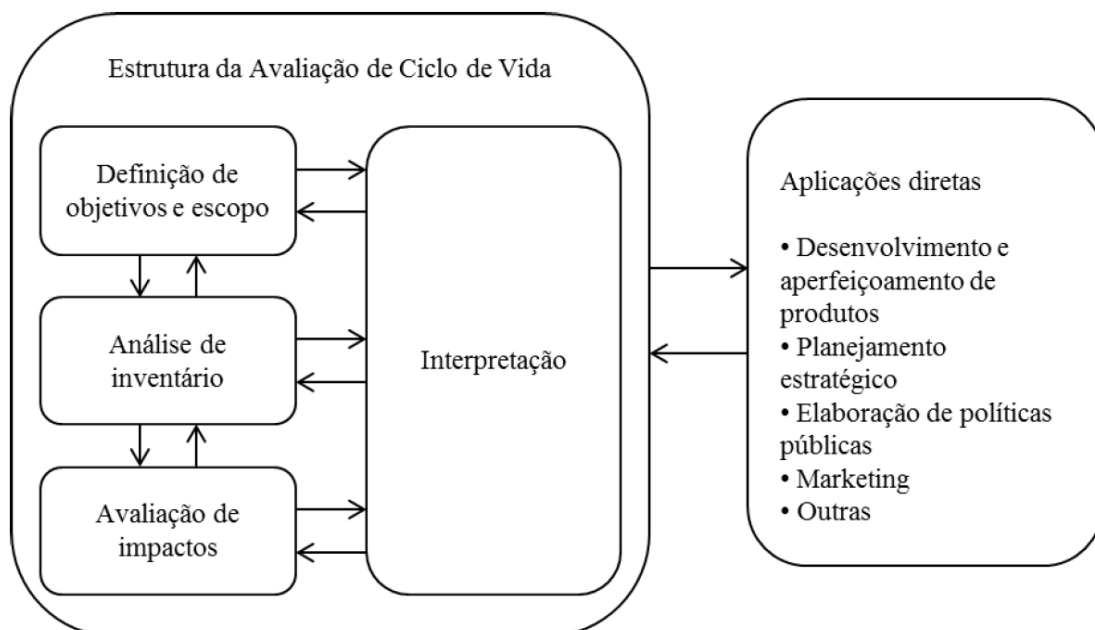 Estrutura da Avaliação de Ciclo de Vida
Definição de
objetivos e escopo
Análise de
inventário
Avaliação de
impactos
Interpretação
Aplicações diretas
• Desenvolvimento e
aperfeiçoamento de
produtos
• Planejamento
estratégico
• Elaboração de políticas
públicas
• Marketing
• Outras